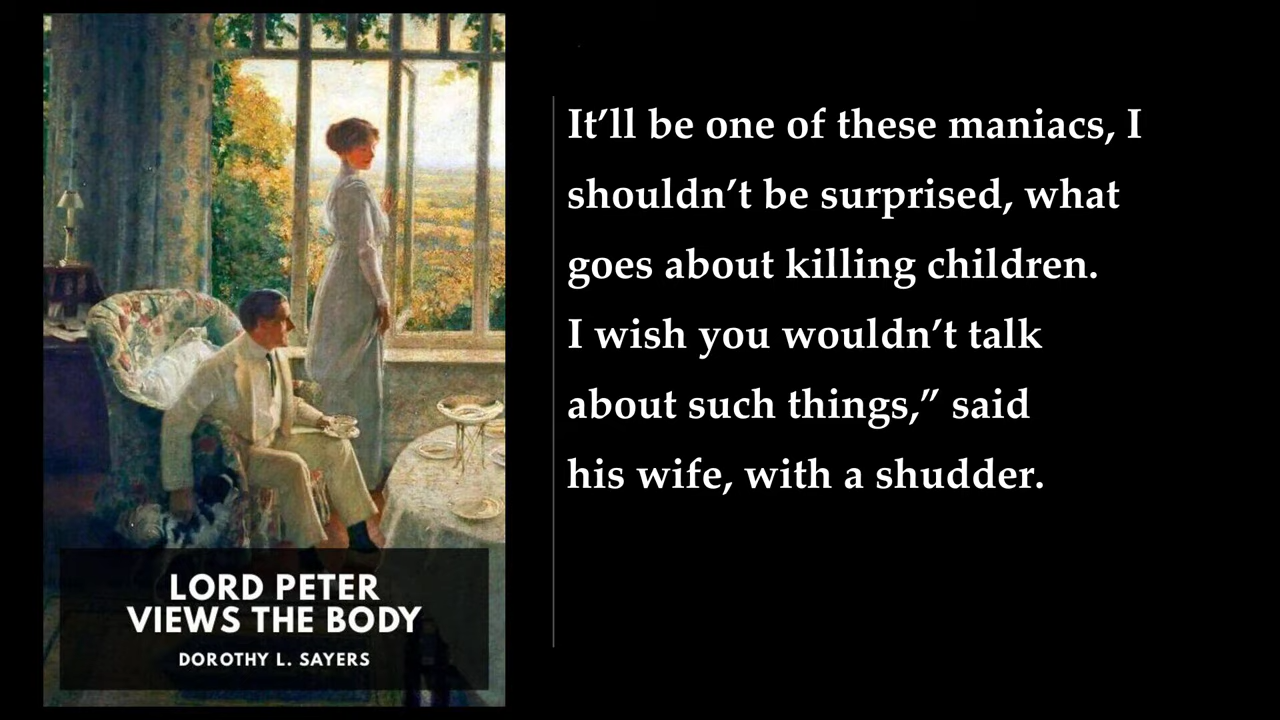 It’ll be one of these maniacs, I
shouldn’t be surprised, what
goes about killing children.
I wish you wouldn’t talk
about such things,” said
his wife, with a shudder.
LORD PETER
VIEWS THE BODY
DOROTHY L. SAYERS